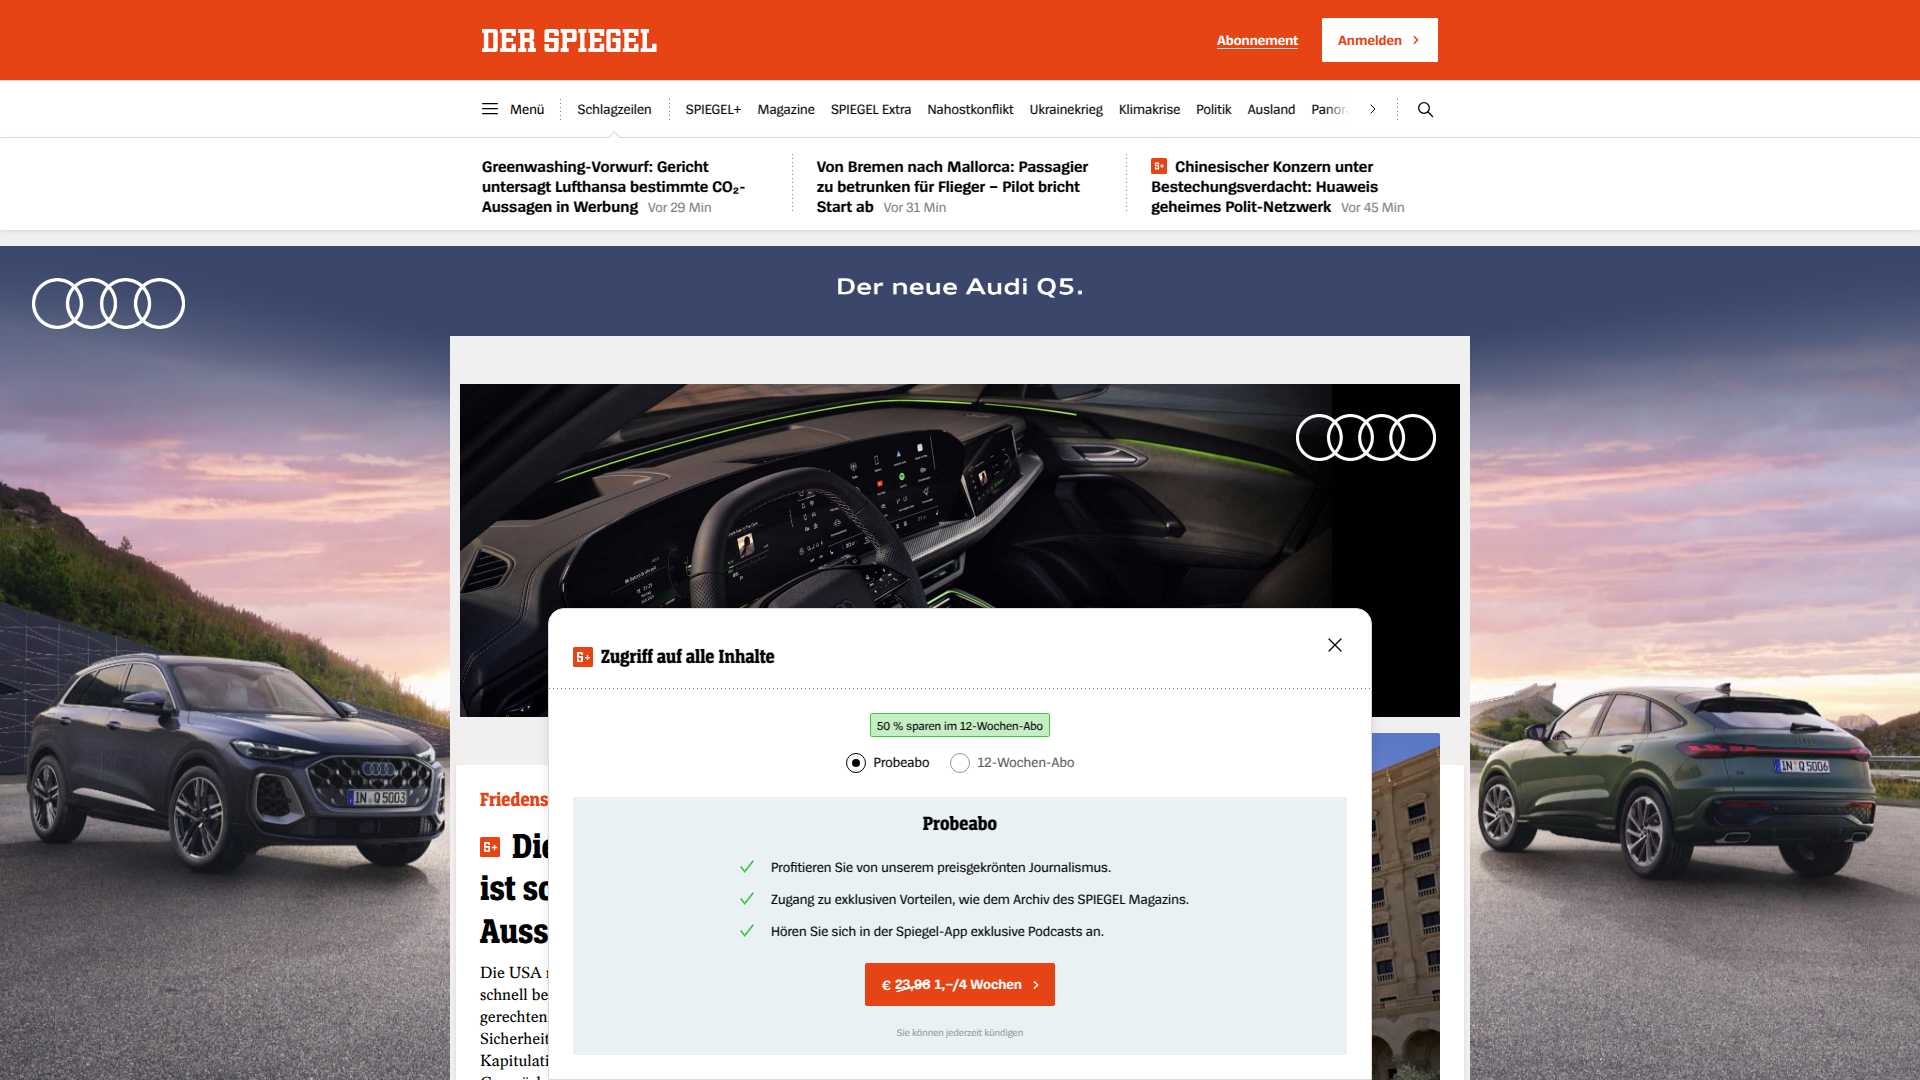 DER SPIEGEL
Abonnement
Anmelden
Menü
Schlagzeilen
SPIEGEL+
Magazine
SPIEGEL Extra
Nahostkonflikt
Ukrainekrieg
Klimakrise
Politik
Ausland
Panor
Greenwashing-Vorwurf: Gericht
untersagt Lufthansa bestimmte CO₂-
Aussagen in Werbung Vor 29 Min
Von Bremen nach Mallorca: Passagier
zu betrunken für Flieger – Pilot bricht
Start ab Vor 31 Min
S+ Chinesischer Konzern unter
Bestechungsverdacht: Huaweis
geheimes Polit-Netzwerk Vor 45 Min
Der neue Audi Q5.
S+ Zugriff auf alle Inhalte
50 % sparen im 12-Wochen-Abo
Probeabo
12-Wochen-Abo
Probeabo
Profitieren Sie von unserem preisgekrönten Journalismus.
Zugang zu exklusiven Vorteilen, wie dem Archiv des SPIEGEL Magazins.
Hören Sie sich in der Spiegel-App exklusive Podcasts an.
€ 23,96 1,–/4 Wochen
Sie können jederzeit kündigen
Friedens
S+ Die
ist so
Auss
Die USA
schnell be
gerechten
Sicherheit
Kapitulati
IN Q 5003
IN Q 5006